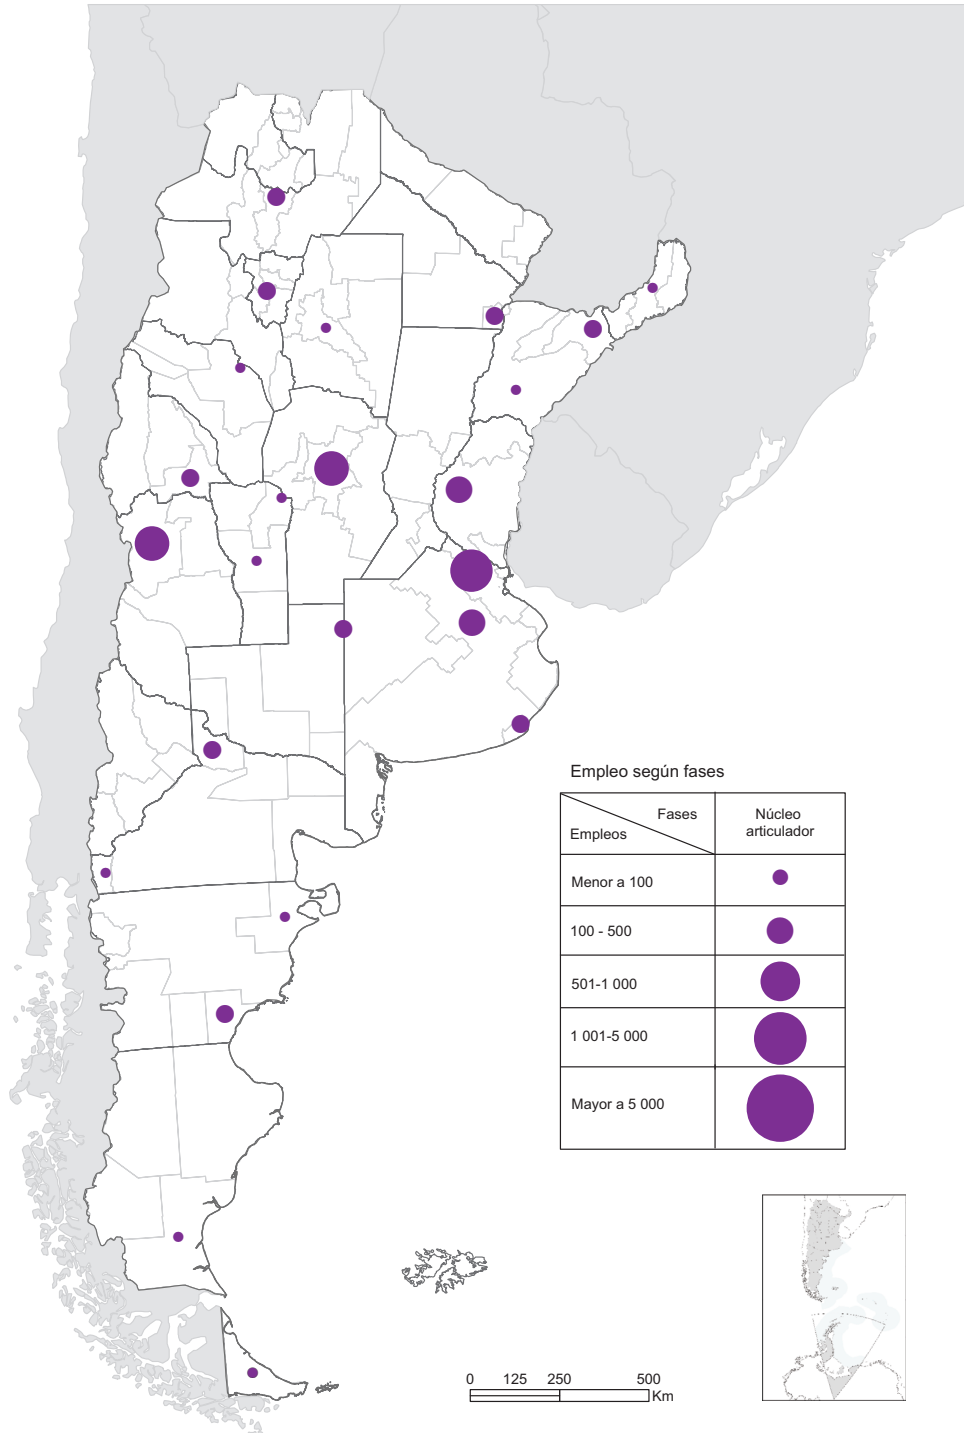 Empleo según fases
Fases
Empleos
Núcleo
articulador
Menor a 100
100 - 500
501-1 000
1 001-5 000
Mayor a 5 000
0 125 250 500
Km